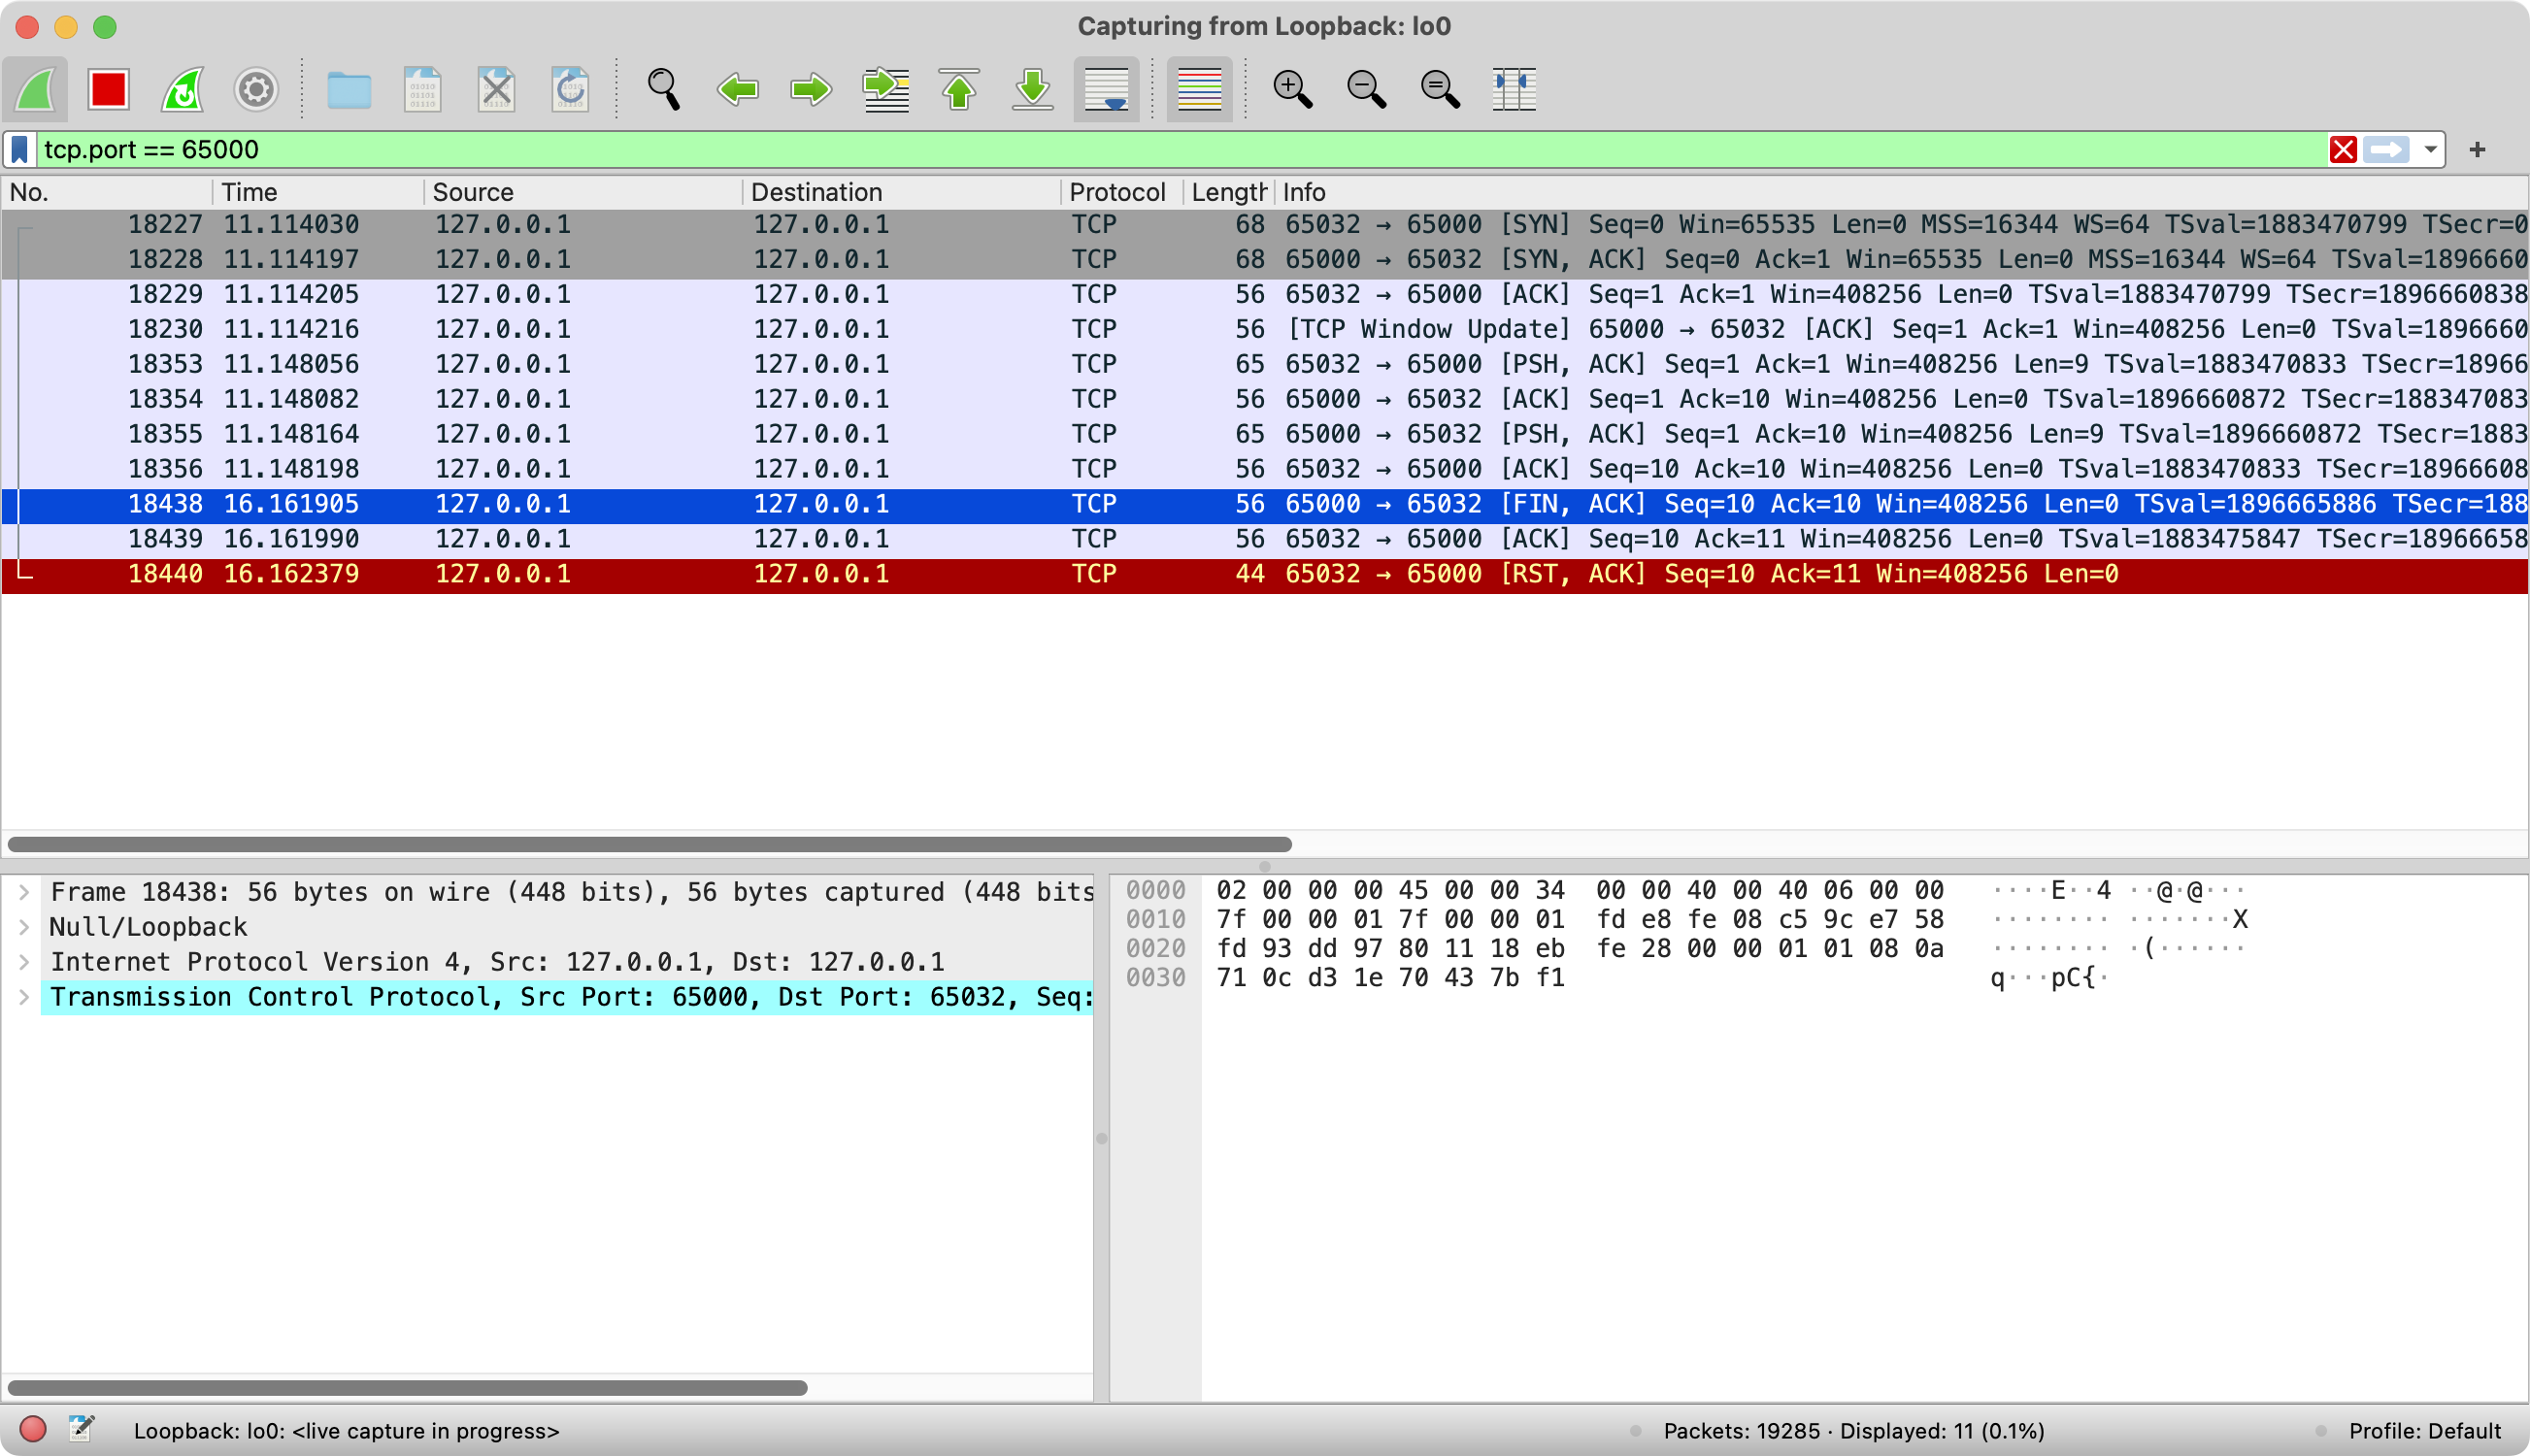 Capturing from Loopback: lo0
tcp.port == 65000
No. Time Source Destination Protocol Length Info
18227 11.114030 127.0.0.1 127.0.0.1 TCP 68 65032 → 65000 [SYN] Seq=0 Win=65535 Len=0 MSS=16344 WS=64 TSval=1883470799 TSecr=0
18228 11.114197 127.0.0.1 127.0.0.1 TCP 68 65000 → 65032 [SYN, ACK] Seq=0 Ack=1 Win=65535 Len=0 MSS=16344 WS=64 TSval=1896660
18229 11.114205 127.0.0.1 127.0.0.1 TCP 56 65032 → 65000 [ACK] Seq=1 Ack=1 Win=408256 Len=0 TSval=1883470799 TSecr=1896660838
18230 11.114216 127.0.0.1 127.0.0.1 TCP 56 [TCP Window Update] 65000 → 65032 [ACK] Seq=1 Ack=1 Win=408256 Len=0 TSval=1896660
18353 11.148056 127.0.0.1 127.0.0.1 TCP 65 65032 → 65000 [PSH, ACK] Seq=1 Ack=1 Win=408256 Len=9 TSval=1883470833 TSecr=18966
18354 11.148082 127.0.0.1 127.0.0.1 TCP 56 65000 → 65032 [ACK] Seq=1 Ack=10 Win=408256 Len=0 TSval=1896660872 TSecr=188347083
18355 11.148164 127.0.0.1 127.0.0.1 TCP 65 65000 → 65032 [PSH, ACK] Seq=1 Ack=10 Win=408256 Len=9 TSval=1896660872 TSecr=1883
18356 11.148198 127.0.0.1 127.0.0.1 TCP 56 65032 → 65000 [ACK] Seq=10 Ack=10 Win=408256 Len=0 TSval=1883470833 TSecr=18966608
18438 16.161905 127.0.0.1 127.0.0.1 TCP 56 65000 → 65032 [FIN, ACK] Seq=10 Ack=10 Win=408256 Len=0 TSval=1896665886 TSecr=188
18439 16.161990 127.0.0.1 127.0.0.1 TCP 56 65032 → 65000 [ACK] Seq=10 Ack=11 Win=408256 Len=0 TSval=1883475847 TSecr=18966658
18440 16.162379 127.0.0.1 127.0.0.1 TCP 44 65032 → 65000 [RST, ACK] Seq=10 Ack=11 Win=408256 Len=0
Frame 18438: 56 bytes on wire (448 bits), 56 bytes captured (448 bits
Null/Loopback
Internet Protocol Version 4, Src: 127.0.0.1, Dst: 127.0.0.1
Transmission Control Protocol, Src Port: 65000, Dst Port: 65032, Seq:
0000 02 00 00 00 45 00 00 34 00 00 40 00 40 06 00 00 ····E··4 ··@·@···
0010 7f 00 00 01 7f 00 00 01 fd e8 fe 08 c5 9c e7 58 ········ ·······X
0020 fd 93 dd 97 80 11 18 eb fe 28 00 00 01 01 08 0a ········ ·(······
0030 71 0c d3 1e 70 43 7b f1 q···pC{·
Loopback: lo0: <live capture in progress>
Packets: 19285 · Displayed: 11 (0.1%)
Profile: Default